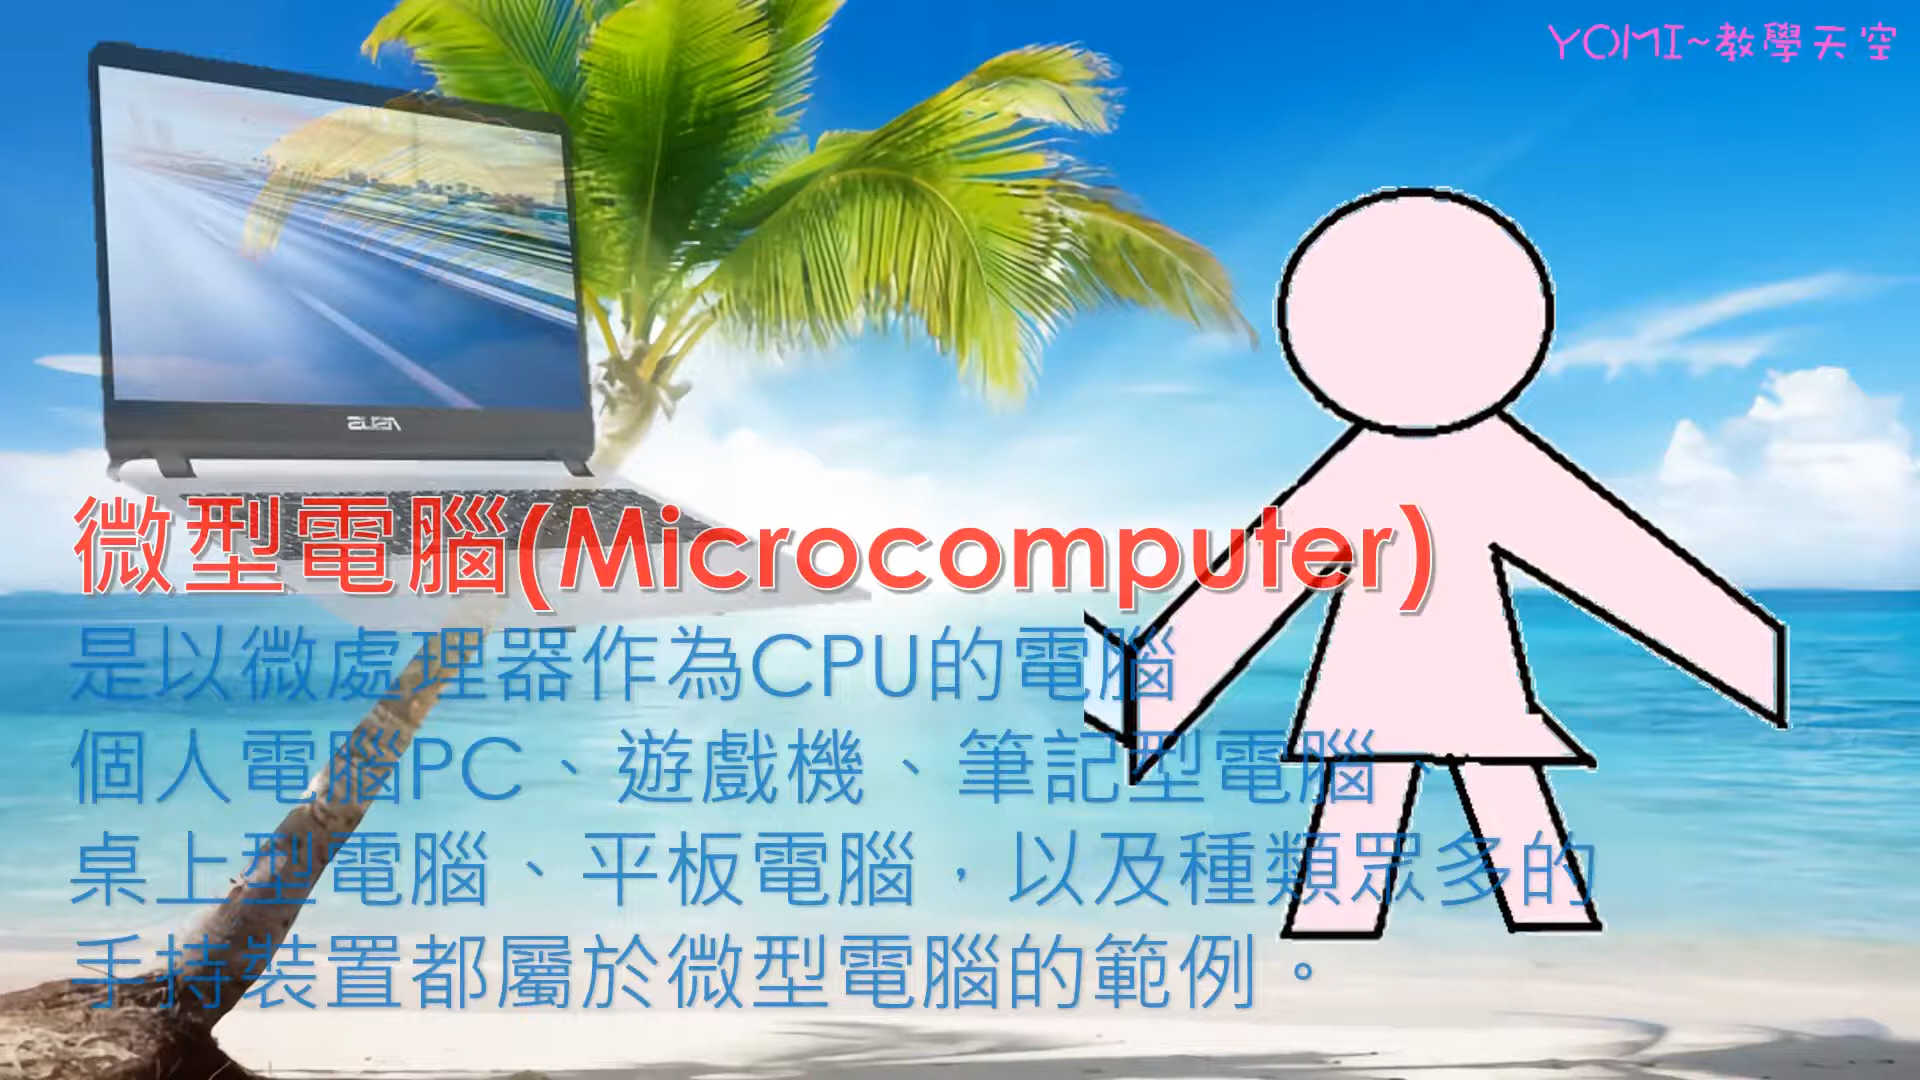 YOMI~教學天空
微型電腦(Microcomputer)
是以微處理器作為CPU的電腦
個人電腦PC、遊戲機、筆記型電腦、
桌上型電腦、平板電腦，以及種類眾多的
手持裝置都屬於微型電腦的範例。